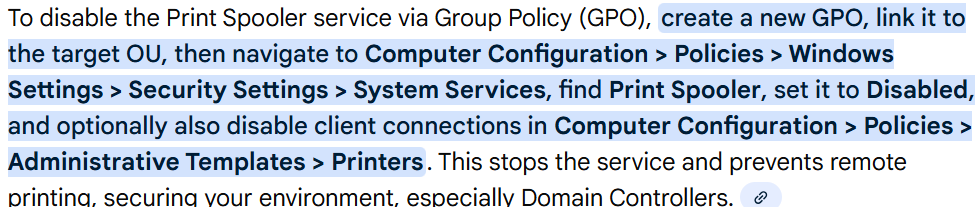 To disable the Print Spooler service via Group Policy (GPO), create a new GPO, link it to
the target OU, then navigate to Computer Configuration > Policies > Windows
Settings > Security Settings > System Services, find Print Spooler, set it to Disabled,
and optionally also disable client connections in Computer Configuration > Policies >
Administrative Templates > Printers. This stops the service and prevents remote
printing, securing your environment, especially Domain Controllers.